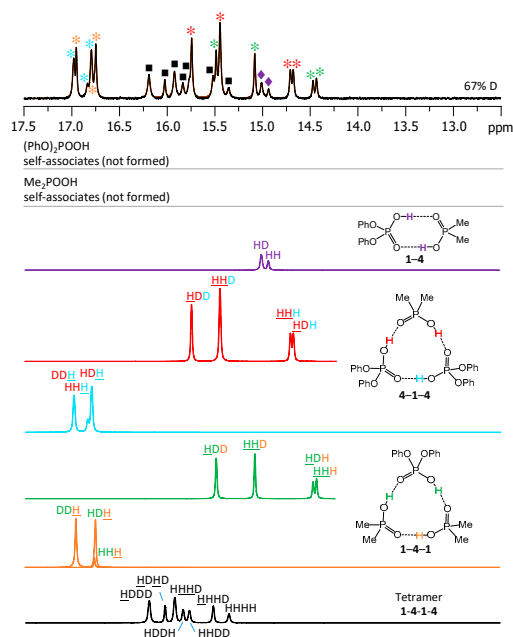 67% D
17.5 17.0 16.5 16.0 15.5 15.0 14.5 14.0 13.5 13.0 ppm
(PhO)₂POOH
self-associates (not formed)
Me₂POOH
self-associates (not formed)
HD
HH
PhO
PhO
P
O
H
O
O
H
O
P
Me
Me
1–4
HDD
HHD
HHH
HDH
Me
Me
P
O
O
H
H
O
O
PhO
PhO
P
O
H
O
P
OPh
OPh
4–1–4
DDH
HHH
HDH
HDD
HHD
HDH
HHH
PhO
OPh
P
O
O
H
H
O
O
Me
Me
P
O
H
O
P
Me
Me
1–4–1
DDH
HDH
HHH
HDDD
HDHD
HHHD
HHHD
HHHH
HDDH
HHDD
Tetramer
1-4-1-4